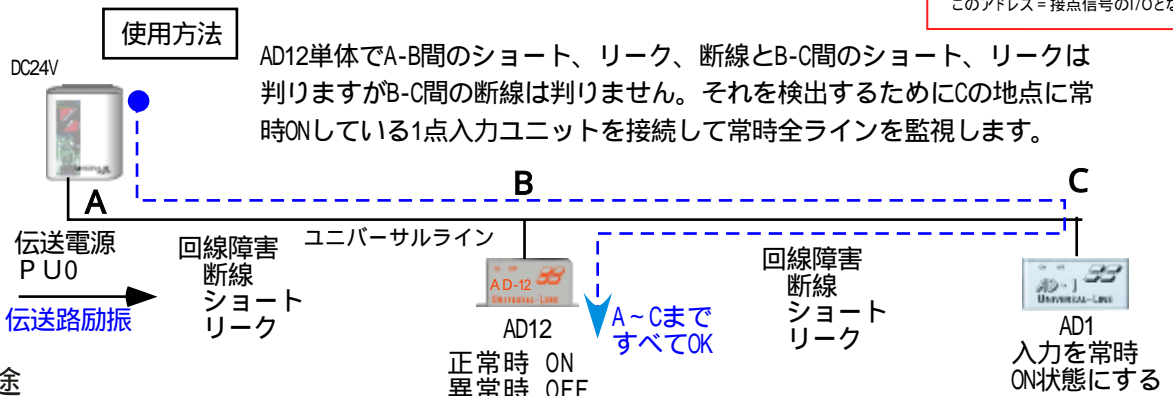 このアドレス=接点信号のI/Oとな
使用方法
DC24V
AD12単体でA-B間のショート、リーク、断線とB-C間のショート、リークは
判りますがB-C間の断線は判りません。それを検出するためにCの地点に常
時ONしている1点入力ユニットを接続して常時全ラインを監視します。
A
B
C
伝送電源
PU0
伝送路励振
回線障害
断線
ショート
リーク
ユニバーサルライン
AD-12
UNIVERSAL-LINE
AD12
正常時 ON
異常時 OFF
A~Cまで
すべてOK
回線障害
断線
ショート
リーク
AD-1
UNIVERSAL-LINE
AD1
入力を常時
ON状態にする
途